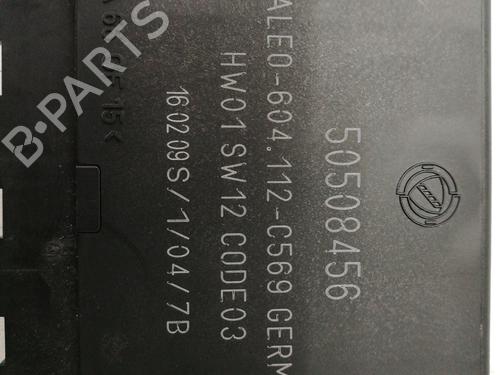 50508456
ALEO-604.112-C569 GERM
HW01 SW12 CODE03
160209S/1/04/7B
B-PARTS